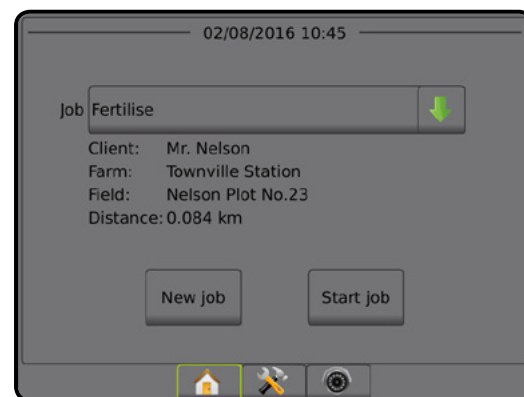 02/08/2016 10:45
Job Fertilise
Client: Mr. Nelson
Farm: Townville Station
Field: Nelson Plot No.23
Distance: 0.084 km
New job Start job